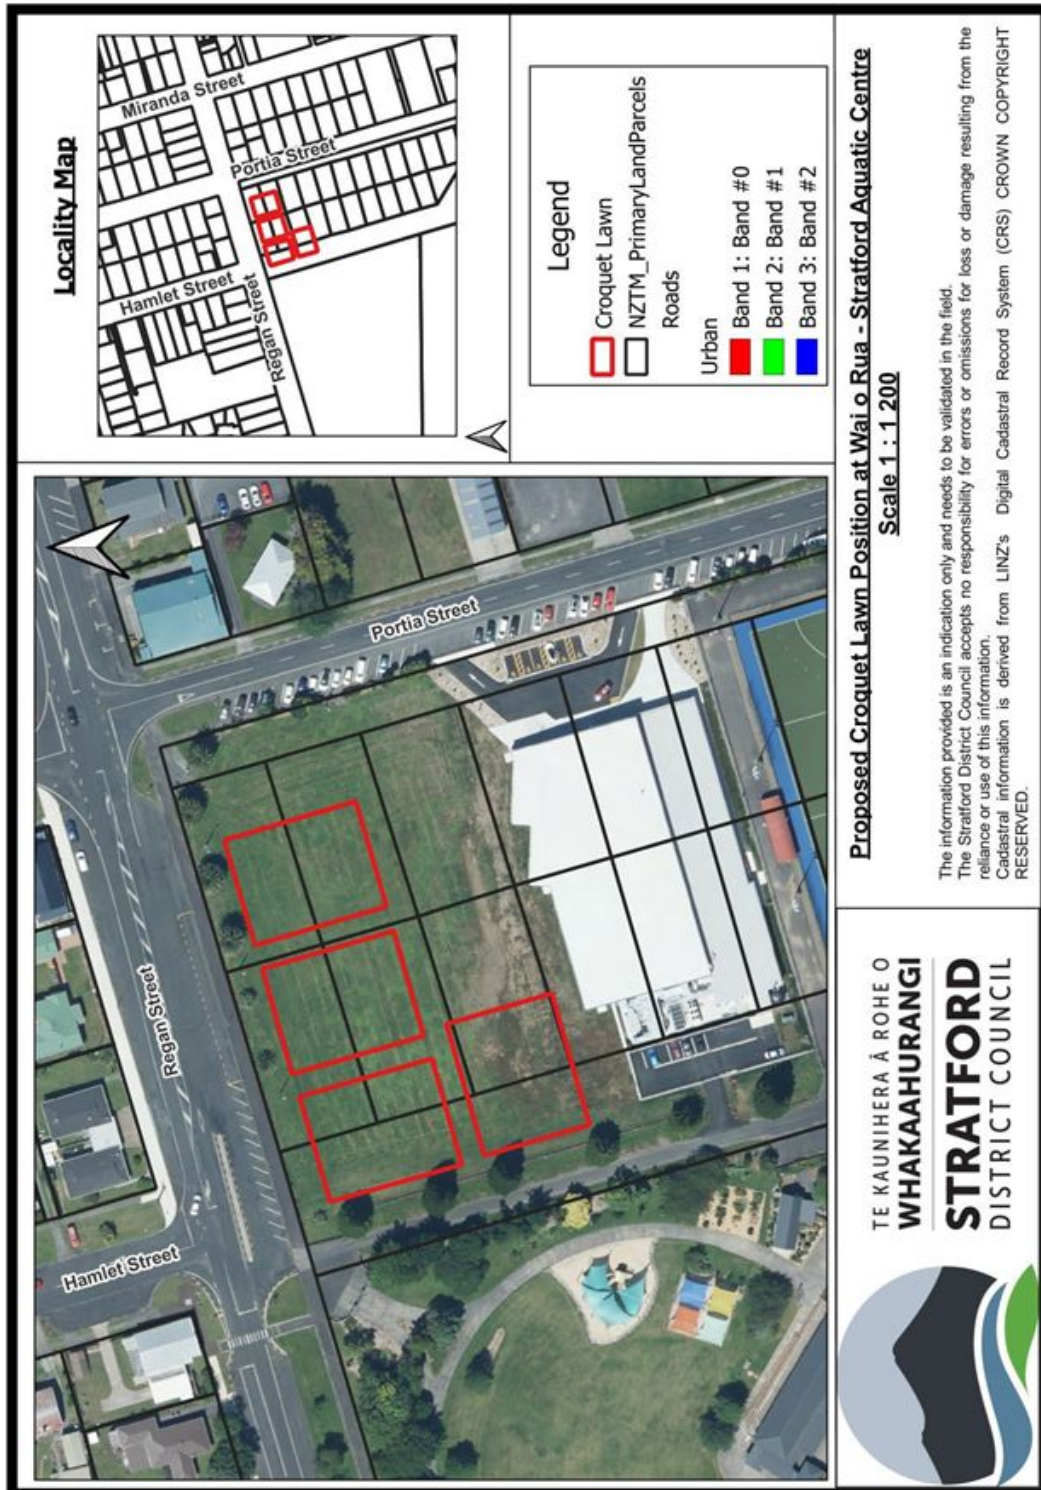 Locality Map
Miranda Street
Portia Street
Hamlet Street
Regan Street
Legend
Croquet Lawn
NZTM_PrimaryLandParcels
Roads
Urban
Band 1: Band #0
Band 2: Band #1
Band 3: Band #2
Portia Street
Regan Street
Hamlet Street
Proposed Croquet Lawn Position at Wai o Rua - Stratford Aquatic Centre
Scale 1 : 1 200
The information provided is an indication only and needs to be validated in the field.
The Stratford District Council accepts no responsibility for errors or omissions for loss or damage resulting from the
reliance or use of this information.
Cadastral information is derived from LINZ's Digital Cadastral Record System (CRS) CROWN COPYRIGHT
RESERVED.
TE KAUNIHERA Ā ROHE O
WHAKAAHURANGI
STRATFORD
DISTRICT COUNCIL